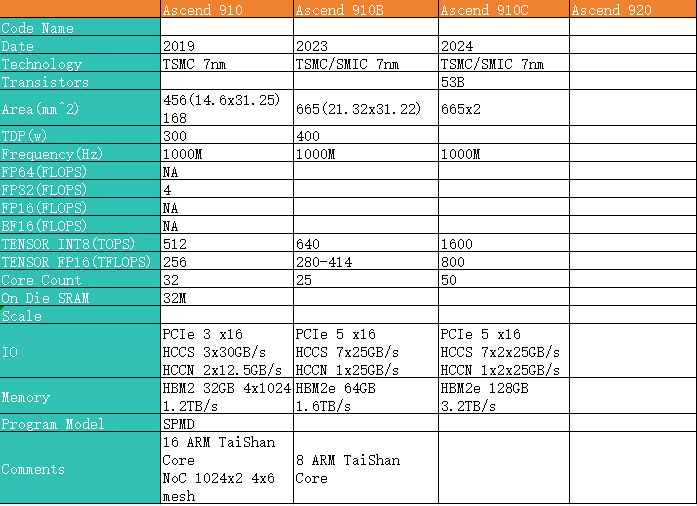 Ascend 910 Ascend 910B Ascend 910C Ascend 920
Code Name
Date 2019 2023 2024
Technology TSMC 7nm TSMC/SMIC 7nm TSMC/SMIC 7nm
Transistors 53B
Area(mm^2) 456(14.6x31.25) 168 665(21.32x31.22) 665x2
TDP(w) 300 400
Frequency(Hz) 1000M 1000M 1000M
FP64(FLOPS) NA
FP32(FLOPS) 4
FP16(FLOPS) NA
BF16(FLOPS) NA
TENSOR INT8(TOPS) 512 640 1600
TENSOR FP16(TFLOPS) 256 280-414 800
Core Count 32 25 50
On Die SRAM 32M
Scale
IO
PCIe 3 x16
HCCS 3x30GB/s
HCCN 2x12.5GB/s
PCIe 5 x16
HCCS 7x25GB/s
HCCN 1x25GB/s
PCIe 5 x16
HCCS 7x2x25GB/s
HCCN 1x2x25GB/s
Memory
HBM2 32GB 4x1024
1.2TB/s
HBM2e 64GB
1.6TB/s
HBM2e 128GB
3.2TB/s
Program Model SPMD
Comments
16 ARM TaiShan
Core
NoC 1024x2 4x6
mesh
8 ARM TaiShan
Core